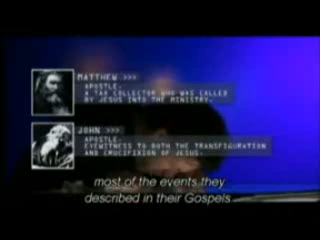 MATTHEW >>>
APOSTLE.
A TAX COLLECTOR WHO WAS CALLED
BY JESUS INTO THE MINISTRY.
JOHN >>>
APOSTLE.
EYEWITNESS TO BOTH THE TRANSFIGURATION
AND CRUCIFIXION OF JESUS.
most of the events they
described in their Gospels